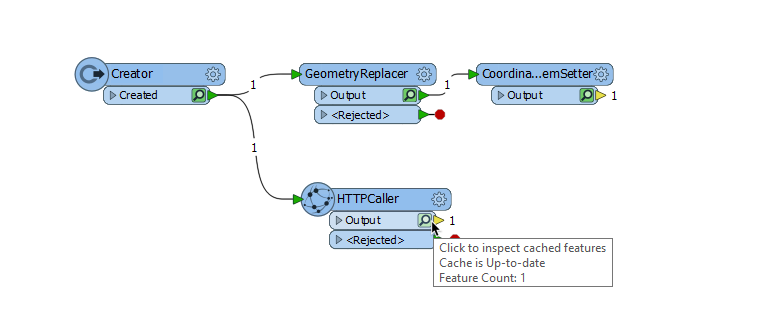 Creator
Created
1
GeometryReplacer
Output
<Rejected>
1
Coordina...emSetter
Output
1
1
HTTPCaller
Output
1
<Rejected>
Click to inspect cached features
Cache is Up-to-date
Feature Count: 1